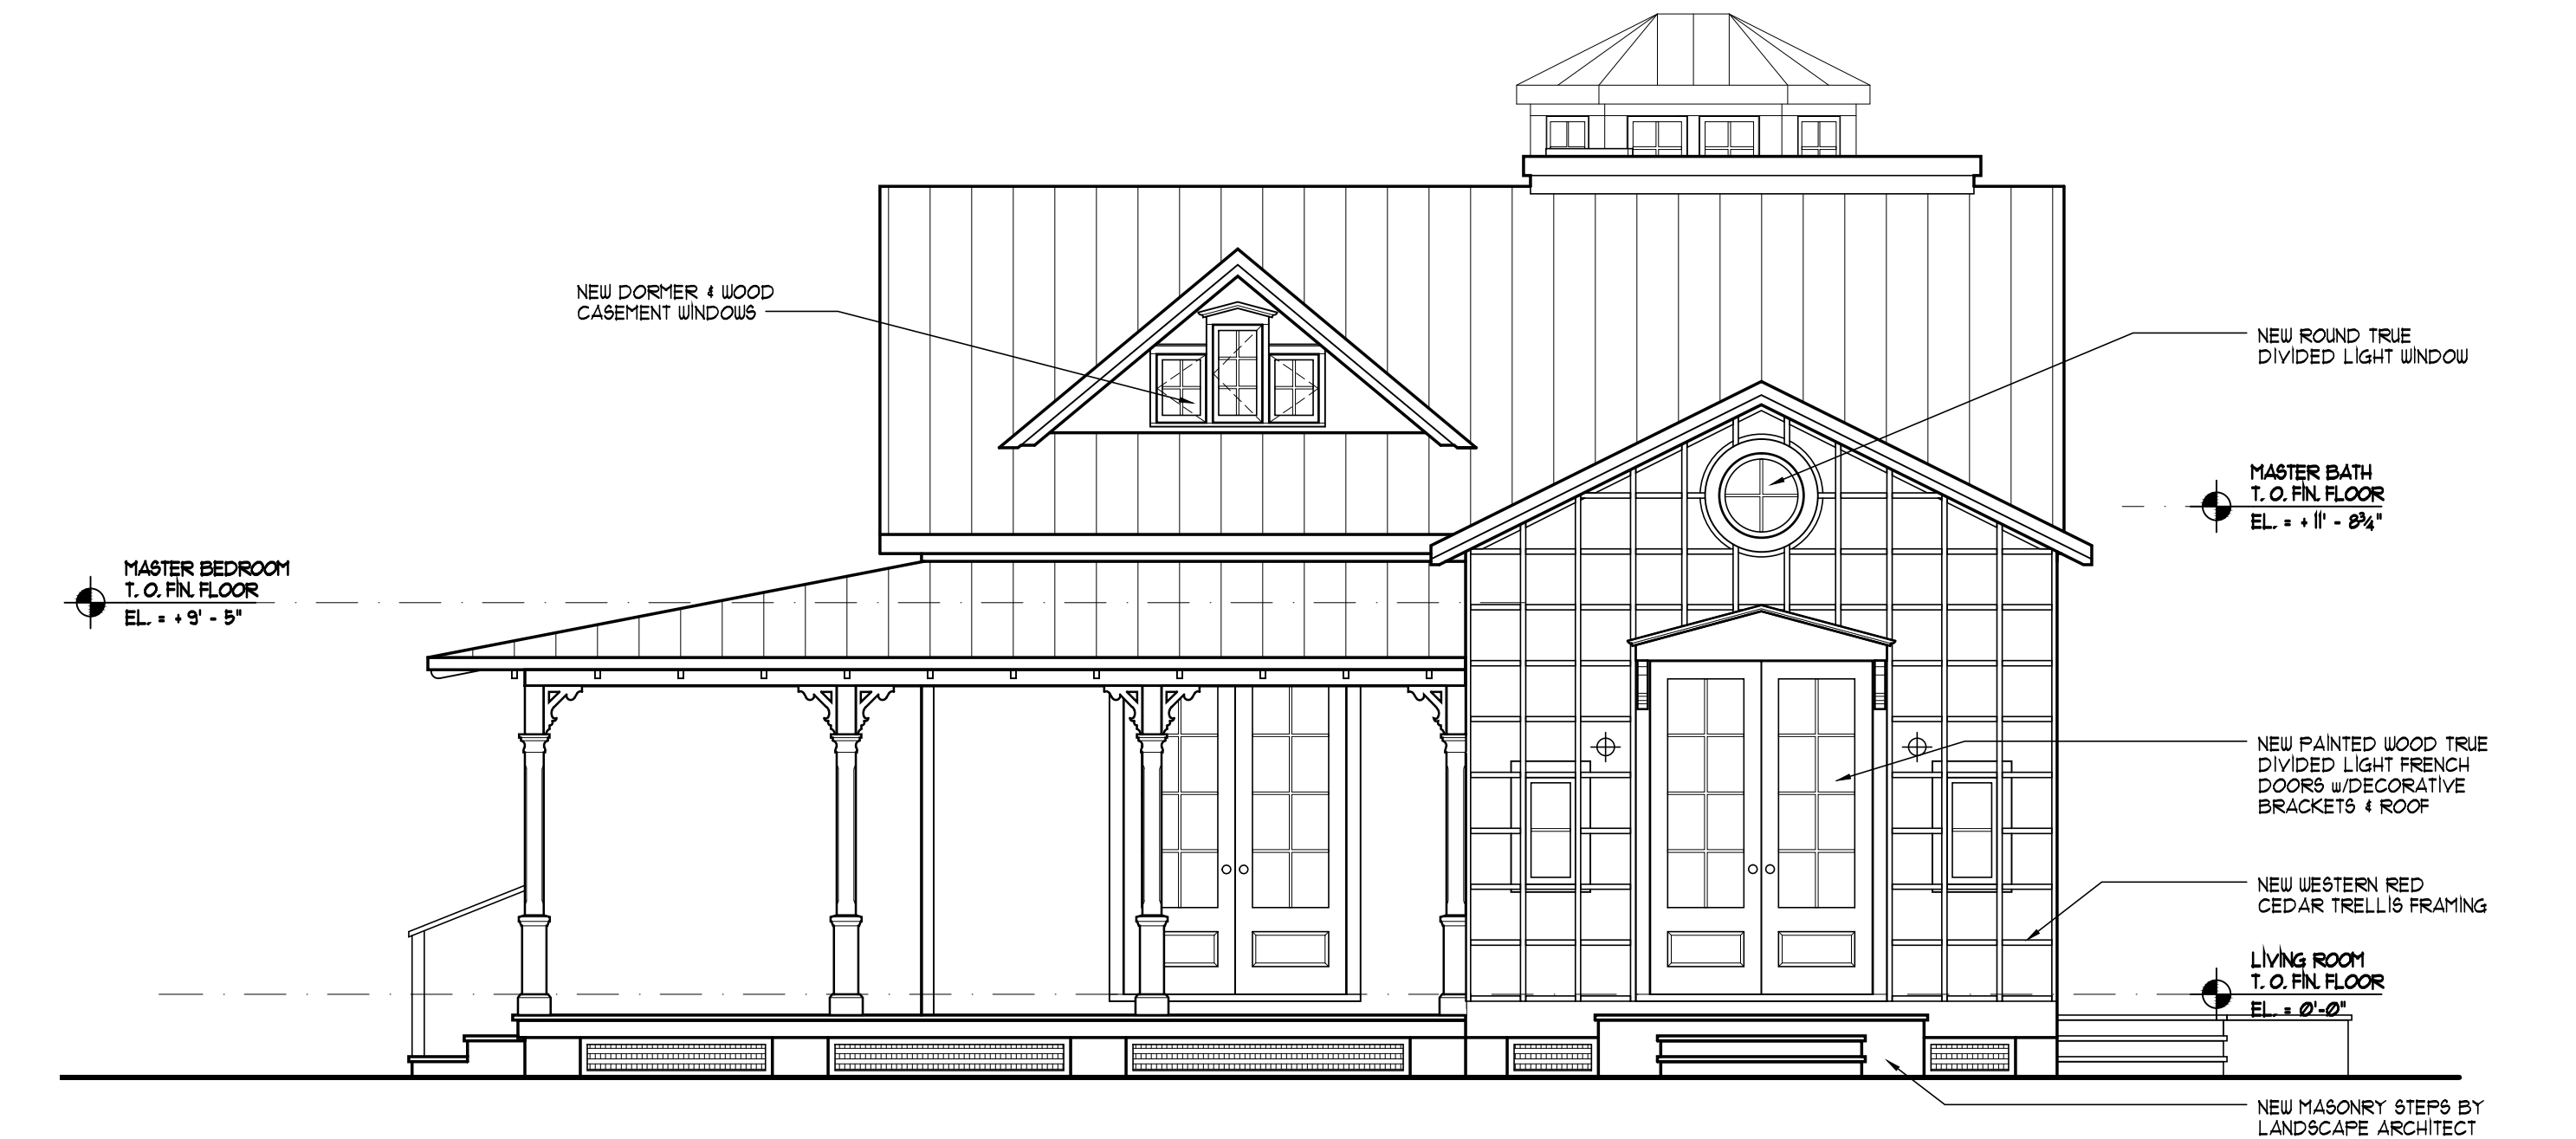 NEW DORMER & WOOD
CASEMENT WINDOWS
NEW ROUND TRUE
DIVIDED LIGHT WINDOW
MASTER BATH
T. O. FIN. FLOOR
EL. = + 11' - 8¾"
MASTER BEDROOM
T. O. FIN. FLOOR
EL. = + 9' - 5"
NEW PAINTED WOOD TRUE
DIVIDED LIGHT FRENCH
DOORS w/DECORATIVE
BRACKETS & ROOF
NEW WESTERN RED
CEDAR TRELLIS FRAMING
LIVING ROOM
T. O. FIN. FLOOR
EL. = 0'-0"
NEW MASONRY STEPS BY
LANDSCAPE ARCHITECT